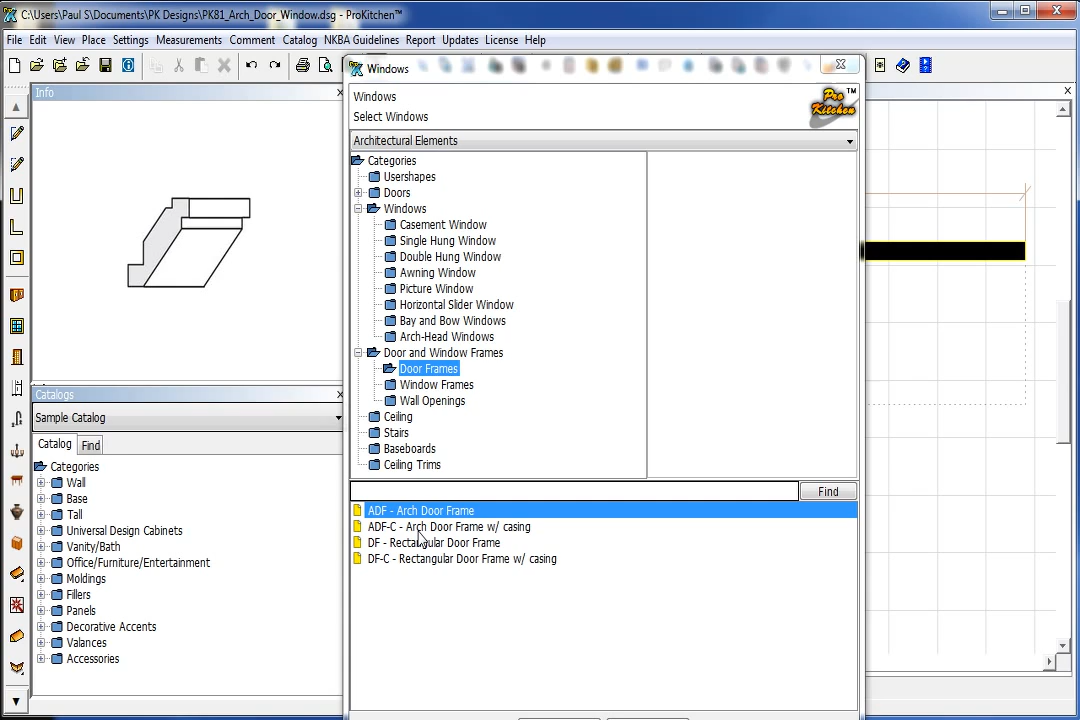 C:\Users\Paul S\Documents\PK Designs\PK81_Arch_Door_Window.dsg - ProKitchen™
File Edit View Place Settings Measurements Comment Catalog NKBA Guidelines Report Updates License Help
Info
Windows
Windows
Select Windows
Pro Kitchen ™
Architectural Elements
Categories
Usershapes
Doors
Windows
Casement Window
Single Hung Window
Double Hung Window
Awning Window
Picture Window
Horizontal Slider Window
Bay and Bow Windows
Arch-Head Windows
Door and Window Frames
Door Frames
Window Frames
Wall Openings
Ceiling
Stairs
Baseboards
Ceiling Trims
Find
ADF - Arch Door Frame
ADF-C - Arch Door Frame w/ casing
DF - Rectangular Door Frame
DF-C - Rectangular Door Frame w/ casing
Catalogs
Sample Catalog
Catalog Find
Categories
Wall
Base
Tall
Universal Design Cabinets
Vanity/Bath
Office/Furniture/Entertainment
Moldings
Fillers
Panels
Decorative Accents
Valances
Accessories